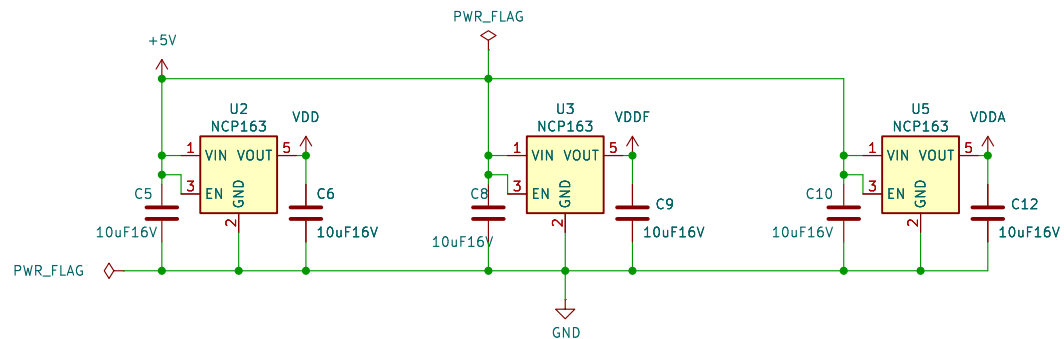 PWR_FLAG
+5V
U2
NCP163
VDD
1
VIN
VOUT
5
3
EN
GND
2
C5
10uF16V
C6
10uF16V
U3
NCP163
VDDF
1
VIN
VOUT
5
3
EN
GND
2
C8
10uF16V
C9
10uF16V
U5
NCP163
VDDA
1
VIN
VOUT
5
3
EN
GND
2
C10
10uF16V
C12
10uF16V
PWR_FLAG
GND